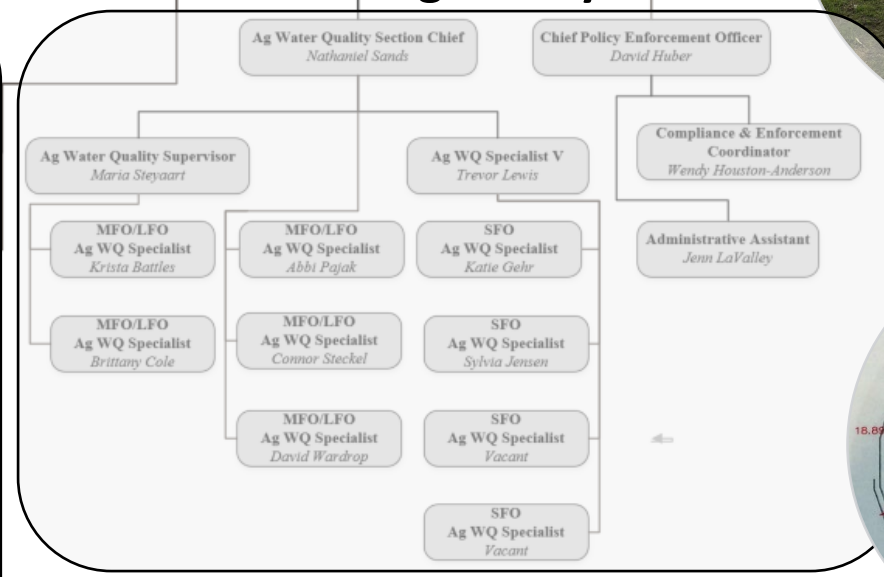 Ag Water Quality Section Chief
Nathaniel Sands
Chief Policy Enforcement Officer
David Huber
Compliance & Enforcement
Coordinator
Wendy Houston-Anderson
Ag Water Quality Supervisor
Maria Steyaart
Ag WQ Specialist V
Trevor Lewis
MFO/LFO
Ag WQ Specialist
Krista Battles
MFO/LFO
Ag WQ Specialist
Abbi Pajak
SFO
Ag WQ Specialist
Katie Gehr
Administrative Assistant
Jenn LaValley
MFO/LFO
Ag WQ Specialist
Brittany Cole
MFO/LFO
Ag WQ Specialist
Connor Steckel
SFO
Ag WQ Specialist
Sylvia Jensen
MFO/LFO
Ag WQ Specialist
David Wardrop
SFO
Ag WQ Specialist
Vacant
SFO
Ag WQ Specialist
Vacant
18.89